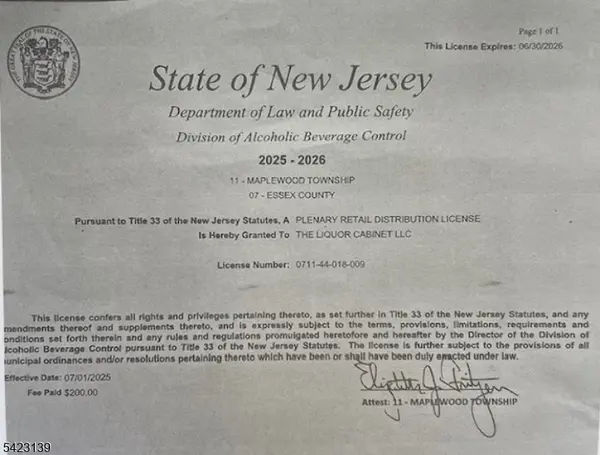 Page 1 of 1
This License Expires: 06/30/2026
State of New Jersey
Department of Law and Public Safety
Division of Alcoholic Beverage Control
2025 - 2026
11 - MAPLEWOOD TOWNSHIP
07 - ESSEX COUNTY
Pursuant to Title 33 of the New Jersey Statutes, A PLENARY RETAIL DISTRIBUTION LICENSE
Is Hereby Granted To THE LIQUOR CABINET LLC
License Number: 0711-44-018-009
This license confers all rights and privileges pertaining thereto, as set further in Title 33 of the New Jersey Statutes, and any
mendments thereof and supplements thereto, and is expressly subject to the terms, provisions, limitations, requirements and
onditions set forth therein and any rules and regulations promulgated heretofore and hereafter by the Director of the Division of
lcoholic Beverage Control pursuant to Title 33 of the New Jersey Statutes. The license is further subject to the provisions of all
unicipal ordinances and/or resolutions pertaining thereto which have been or shall have been duly enacted under law.
Effective Date: 07/01/2025
Fee Paid $200.00
Attest: 11 - MAPLEWOOD TOWNSHIP
5423139